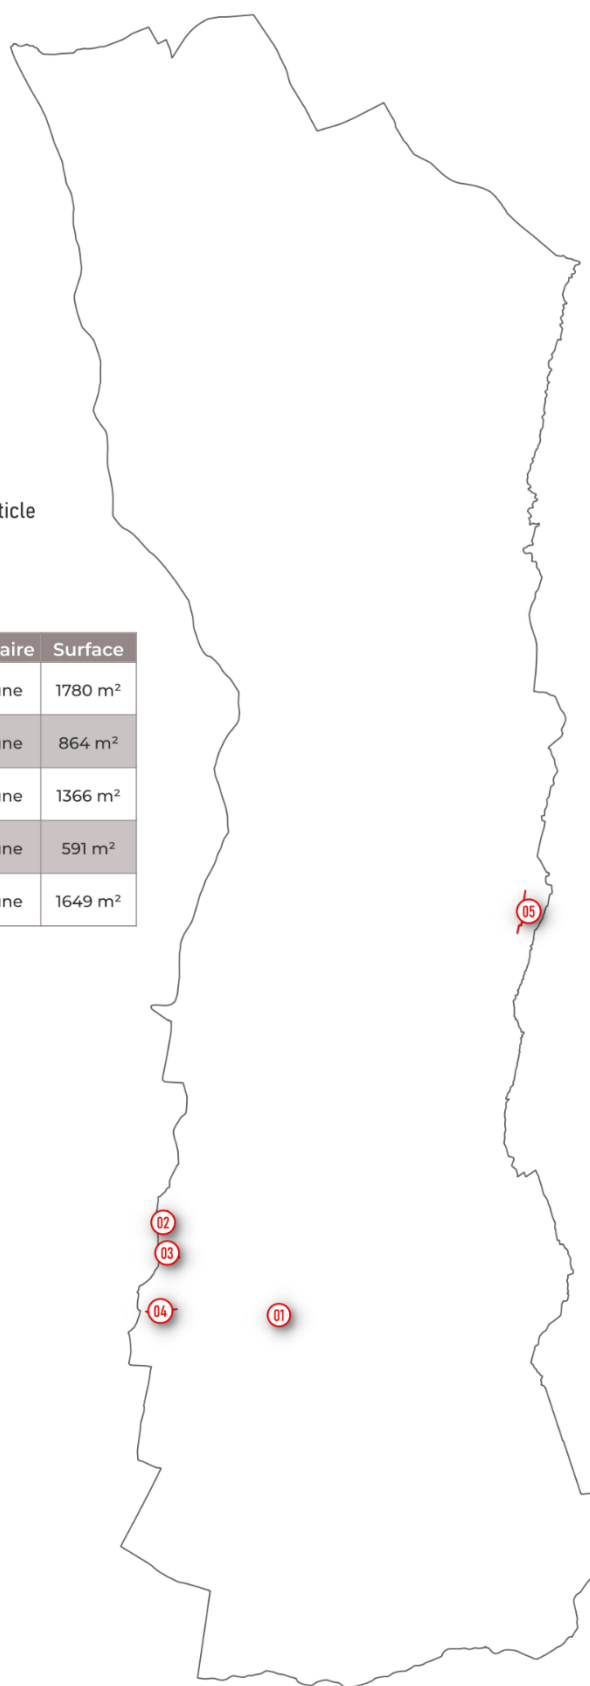 ticle
aire Surface
une 1780 m²
une 864 m²
une 1366 m²
une 591 m²
une 1649 m²
05
02
03
04
01